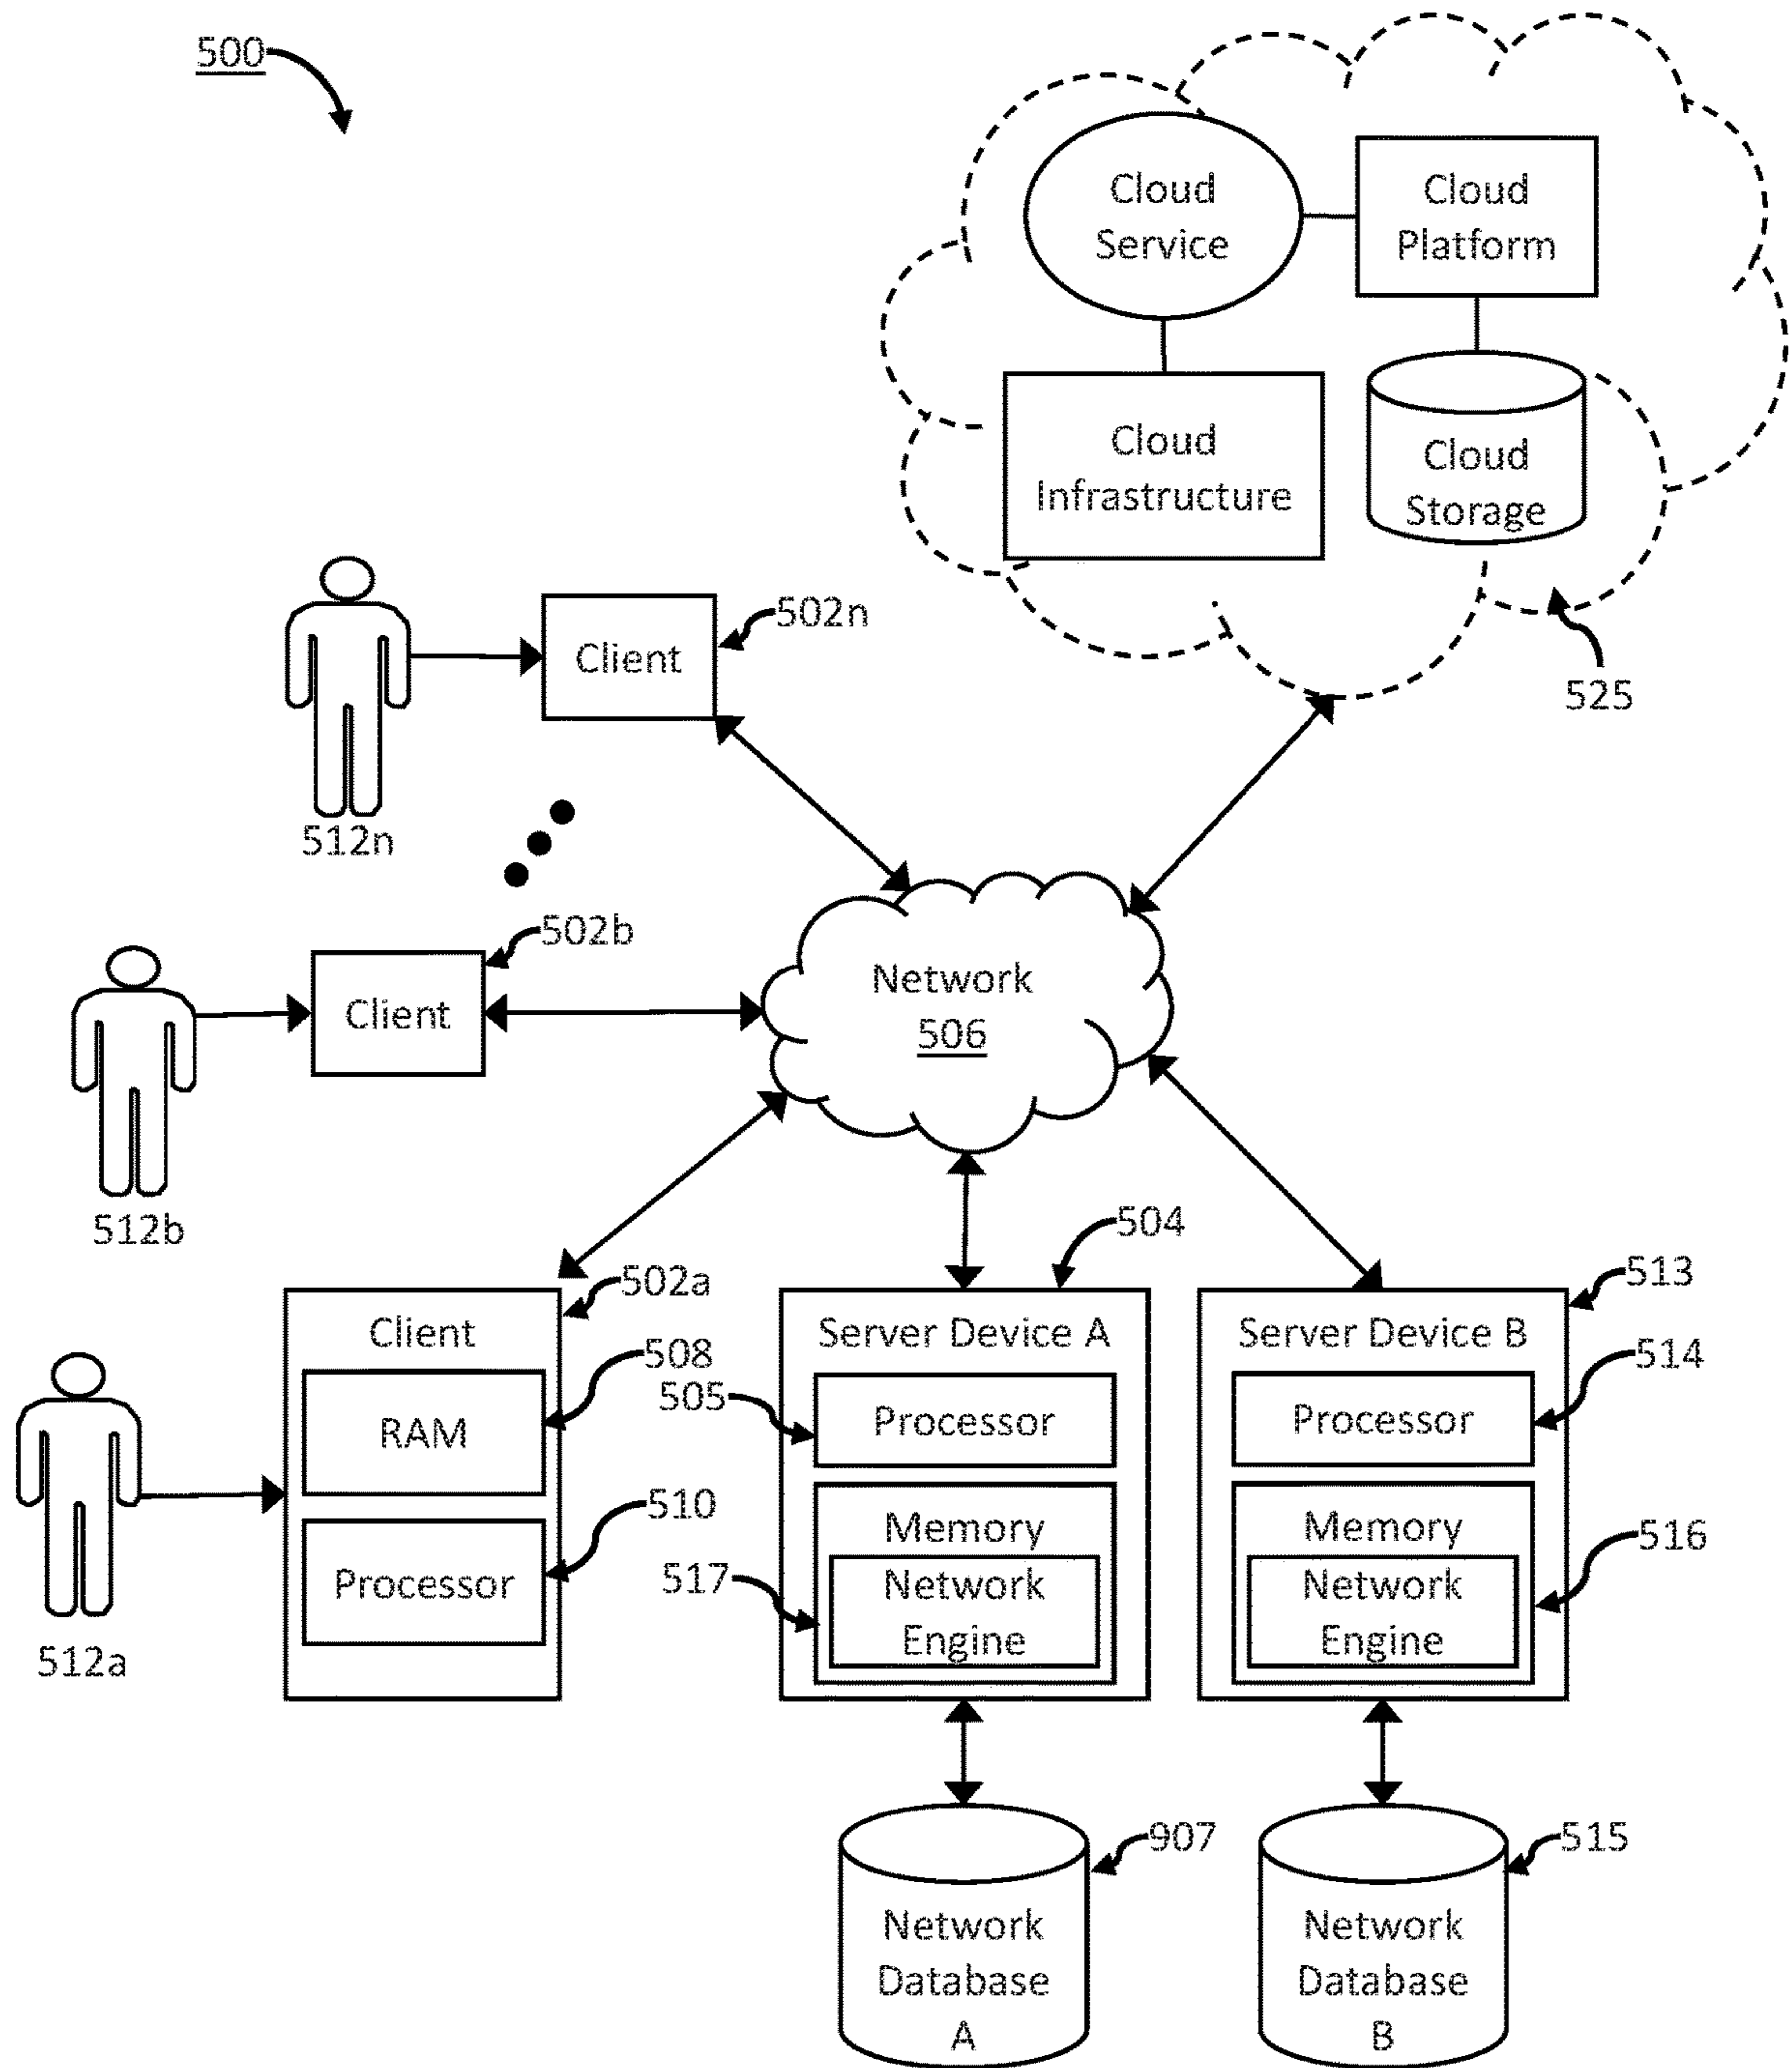 500
Cloud
Service
Cloud
Platform
Cloud
Infrastructure
Cloud
Storage
525
502n
Client
512n
502b
Client
512b
Network
506
502a
Client
508
RAM
510
Processor
512a
504
Server Device A
505
Processor
Memory
517
Network
Engine
513
Server Device B
514
Processor
Memory
516
Network
Engine
907
Network
Database
A
515
Network
Database
B